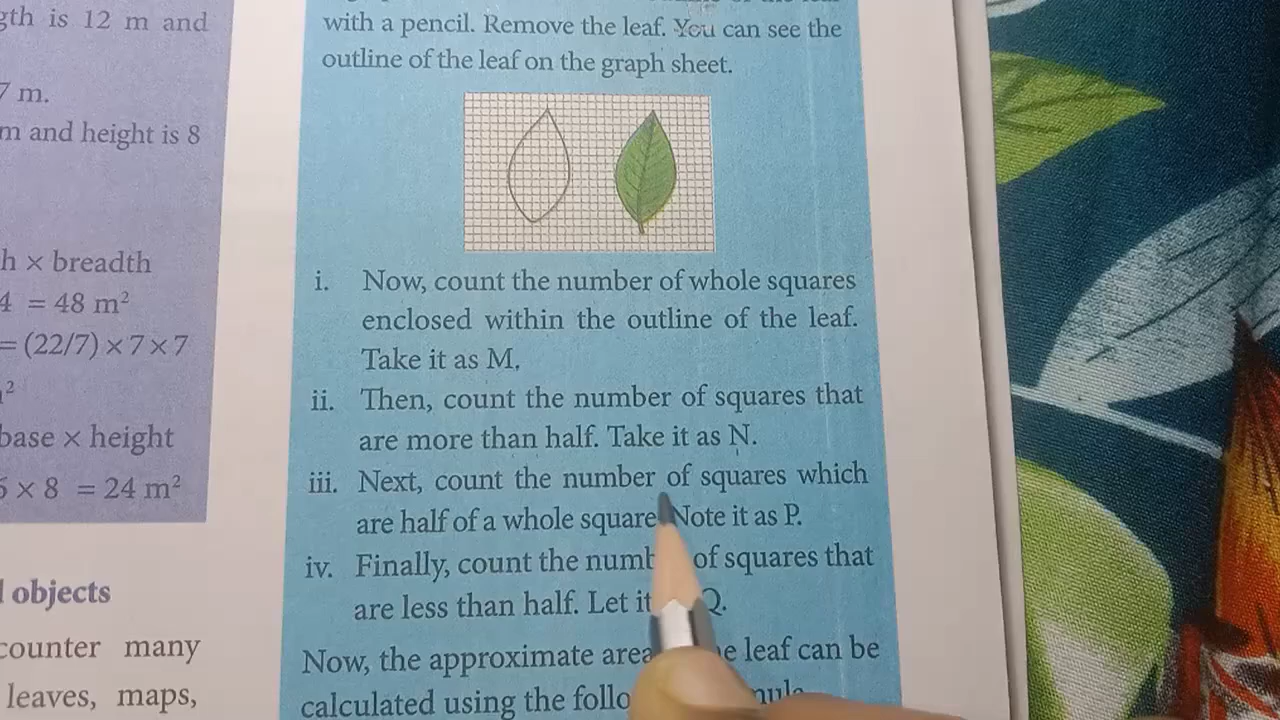 gth is 12 m and
7 m.
m and height is 8
h × breadth
4 = 48 m²
= (22/7) × 7 × 7
²
base × height
6 × 8 = 24 m²
objects
counter many
leaves, maps,
with a pencil. Remove the leaf. You can see the
outline of the leaf on the graph sheet.
i. Now, count the number of whole squares
enclosed within the outline of the leaf.
Take it as M.
ii. Then, count the number of squares that
are more than half. Take it as N.
iii. Next, count the number of squares which
are half of a whole square Note it as P.
iv. Finally, count the numb of squares that
are less than half. Let it Q.
Now, the approximate area e leaf can be
calculated using the follo